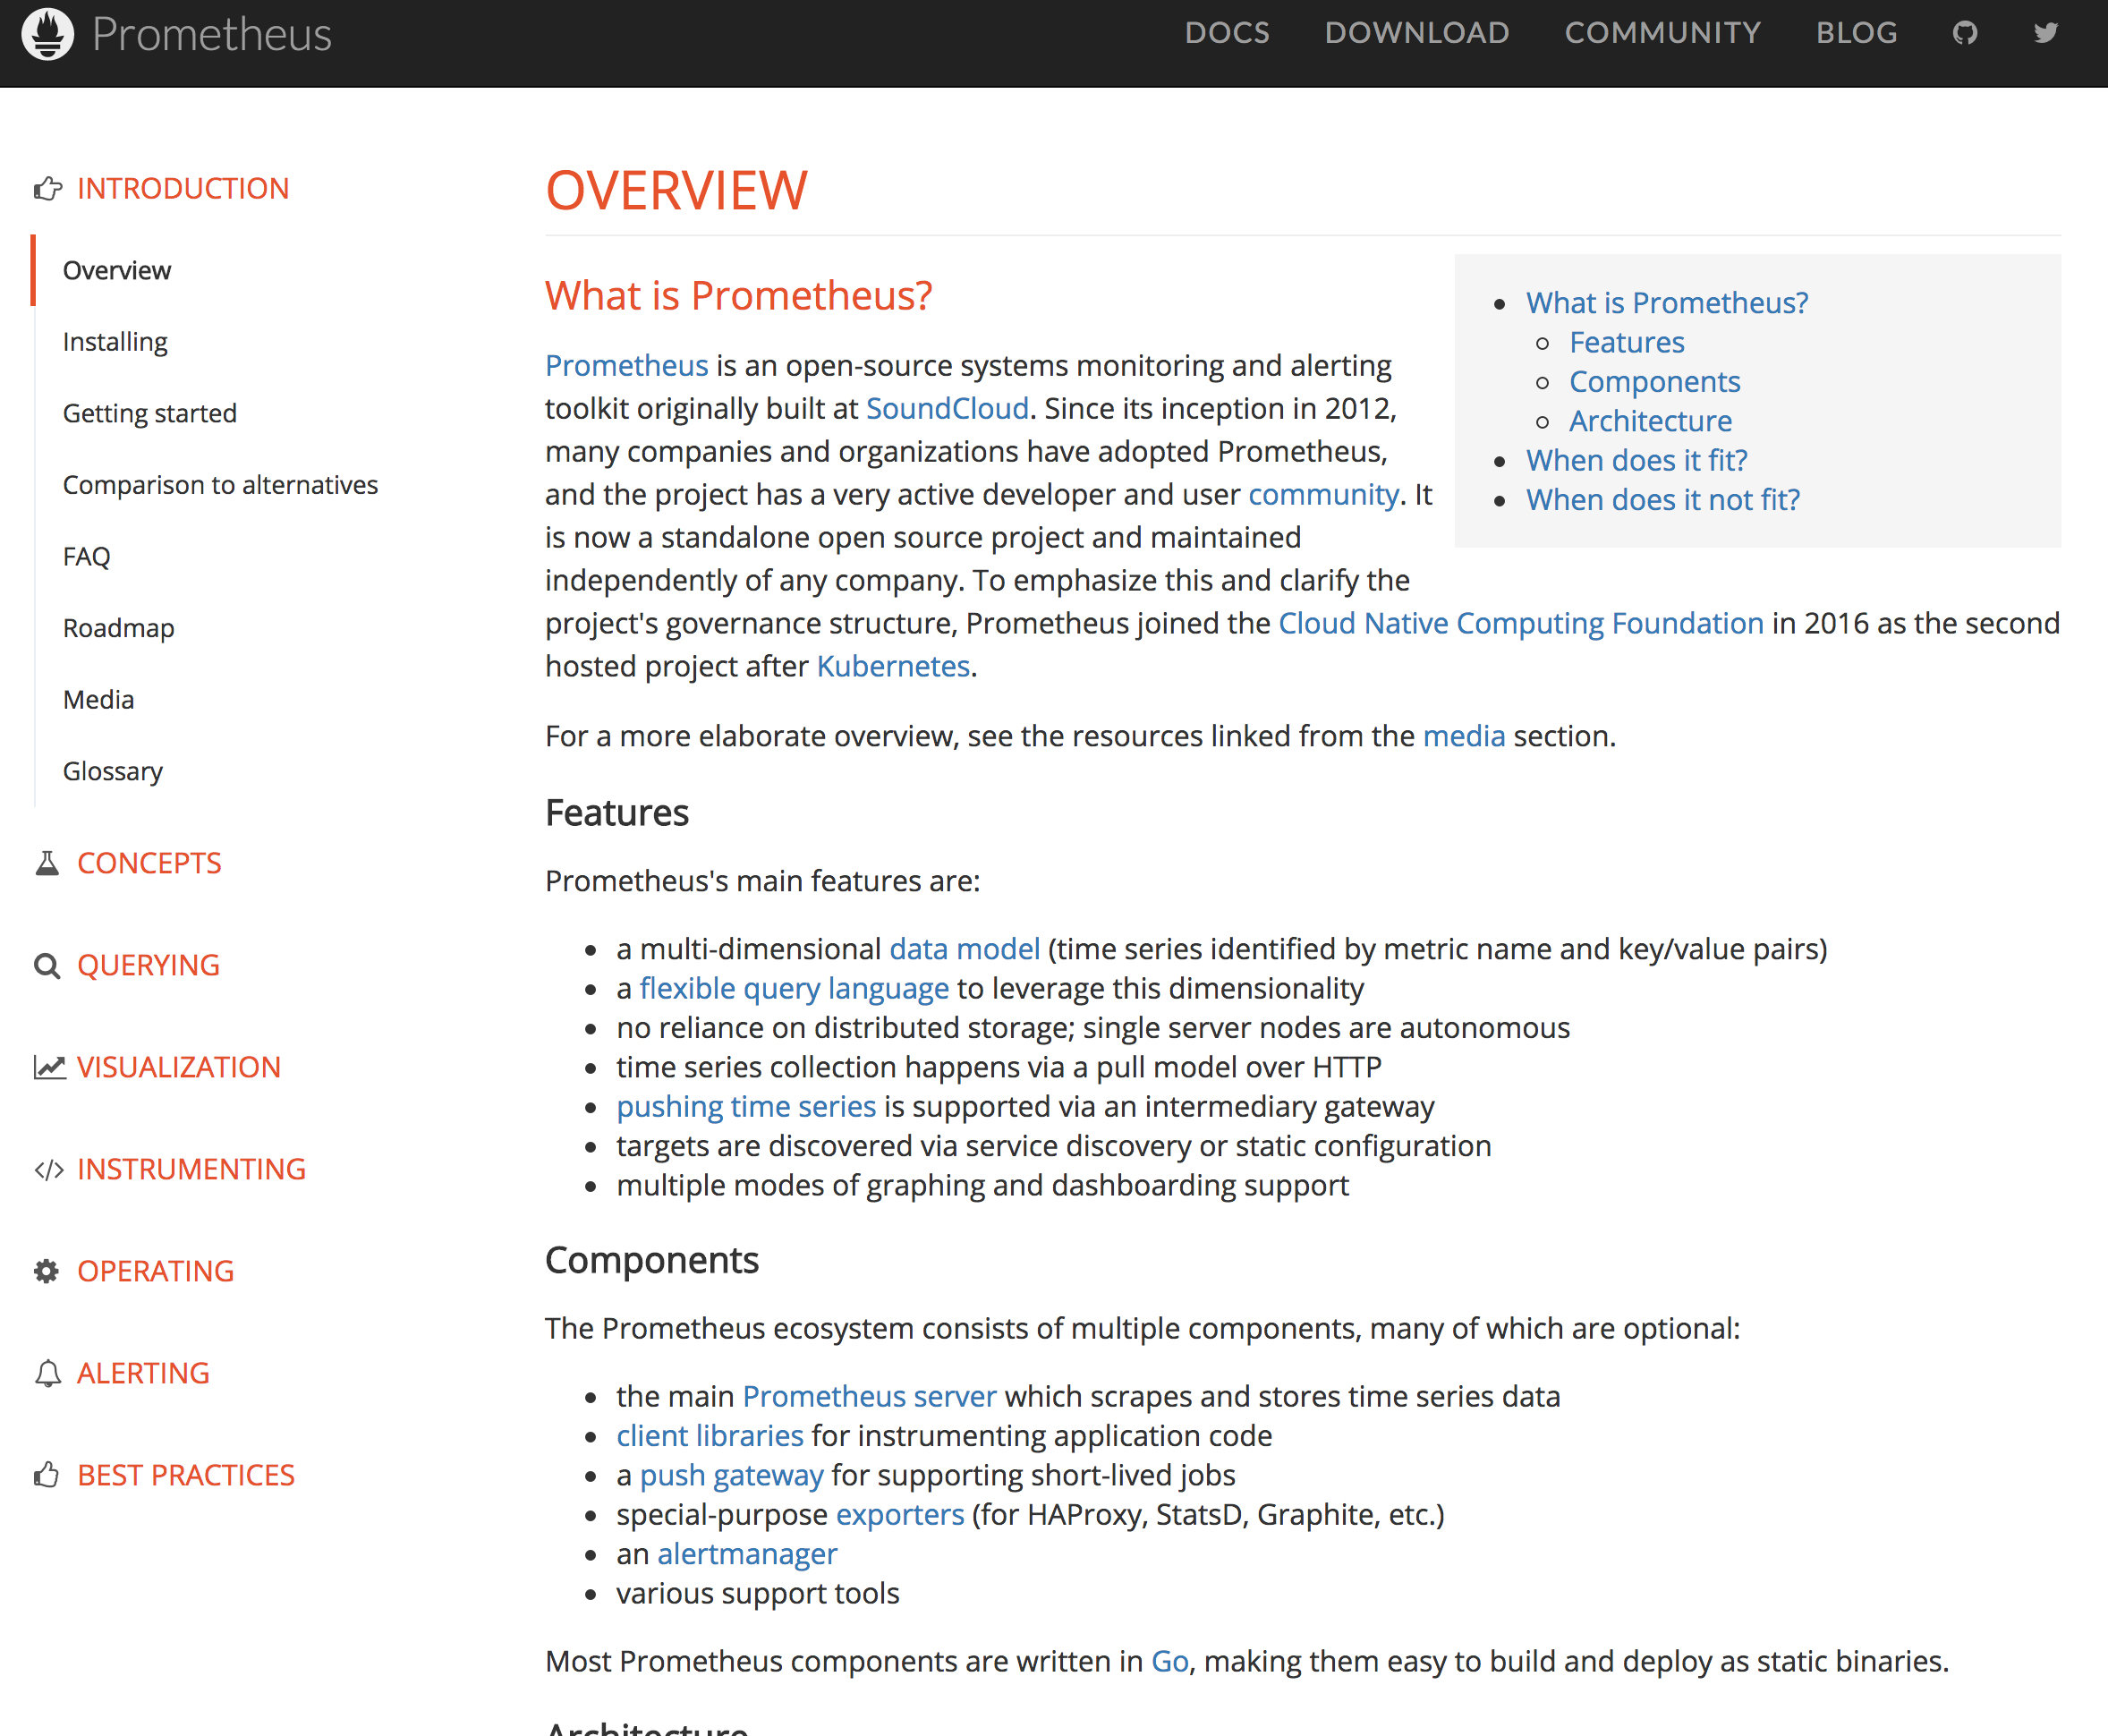 Prometheus
DOCS
DOWNLOAD
COMMUNITY
BLOG
INTRODUCTION
Overview
Installing
Getting started
Comparison to alternatives
FAQ
Roadmap
Media
Glossary
CONCEPTS
QUERYING
VISUALIZATION
INSTRUMENTING
OPERATING
ALERTING
BEST PRACTICES
OVERVIEW
What is Prometheus?
Prometheus is an open-source systems monitoring and alerting
toolkit originally built at SoundCloud. Since its inception in 2012,
many companies and organizations have adopted Prometheus,
and the project has a very active developer and user community. It
is now a standalone open source project and maintained
independently of any company. To emphasize this and clarify the
project's governance structure, Prometheus joined the Cloud Native Computing Foundation in 2016 as the second
hosted project after Kubernetes.
What is Prometheus?
Features
Components
Architecture
When does it fit?
When does it not fit?
For a more elaborate overview, see the resources linked from the media section.
Features
Prometheus's main features are:
a multi-dimensional data model (time series identified by metric name and key/value pairs)
a flexible query language to leverage this dimensionality
no reliance on distributed storage; single server nodes are autonomous
time series collection happens via a pull model over HTTP
pushing time series is supported via an intermediary gateway
targets are discovered via service discovery or static configuration
multiple modes of graphing and dashboarding support
Components
The Prometheus ecosystem consists of multiple components, many of which are optional:
the main Prometheus server which scrapes and stores time series data
client libraries for instrumenting application code
a push gateway for supporting short-lived jobs
special-purpose exporters (for HAProxy, StatsD, Graphite, etc.)
an alertmanager
various support tools
Most Prometheus components are written in Go, making them easy to build and deploy as static binaries.
Architecture